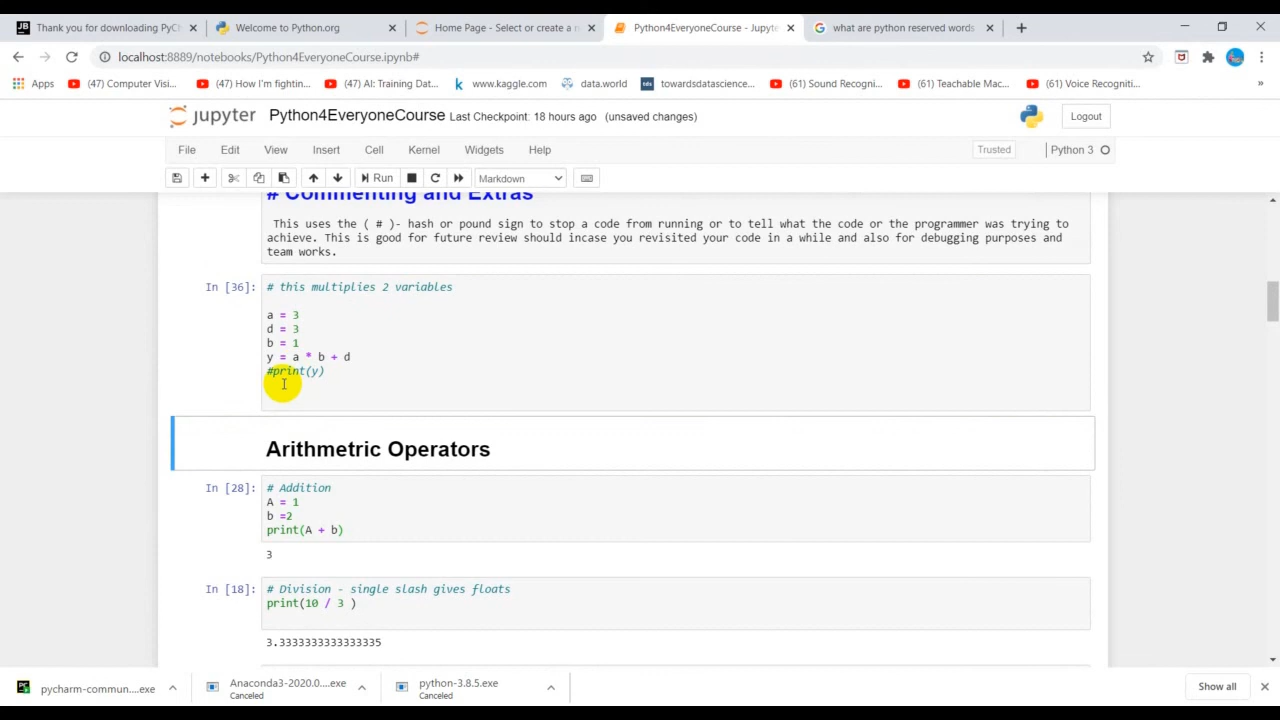 Thank you for downloading PyCh
Welcome to Python.org
Home Page - Select or create a n
Python4EveryoneCourse - Jupyte
what are python reserved words
localhost:8889/notebooks/Python4EveryoneCourse.ipynb#
Apps
(47) Computer Visi...
(47) How I'm fightin...
(47) AI: Training Dat...
www.kaggle.com
data.world
towardsdatascience...
(61) Sound Recogni...
(61) Teachable Mac...
(61) Voice Recogniti...
»
jupyter Python4EveryoneCourse Last Checkpoint: 18 hours ago (unsaved changes)
Logout
File Edit View Insert Cell Kernel Widgets Help
Trusted
Python 3
Run
Markdown
# Commenting and Extras
This uses the ( # )- hash or pound sign to stop a code from running or to tell what the code or the programmer was trying to
achieve. This is good for future review should incase you revisited your code in a while and also for debugging purposes and
team works.
In [36]: # this multiplies 2 variables
a = 3
d = 3
b = 1
y = a * b + d
#print(y)
Arithmetric Operators
In [28]: # Addition
A = 1
b =2
print(A + b)
3
In [18]: # Division - single slash gives floats
print(10 / 3 )
3.3333333333333335
pycharm-commun....exe
Anaconda3-2020.0....exe
Canceled
python-3.8.5.exe
Canceled
Show all